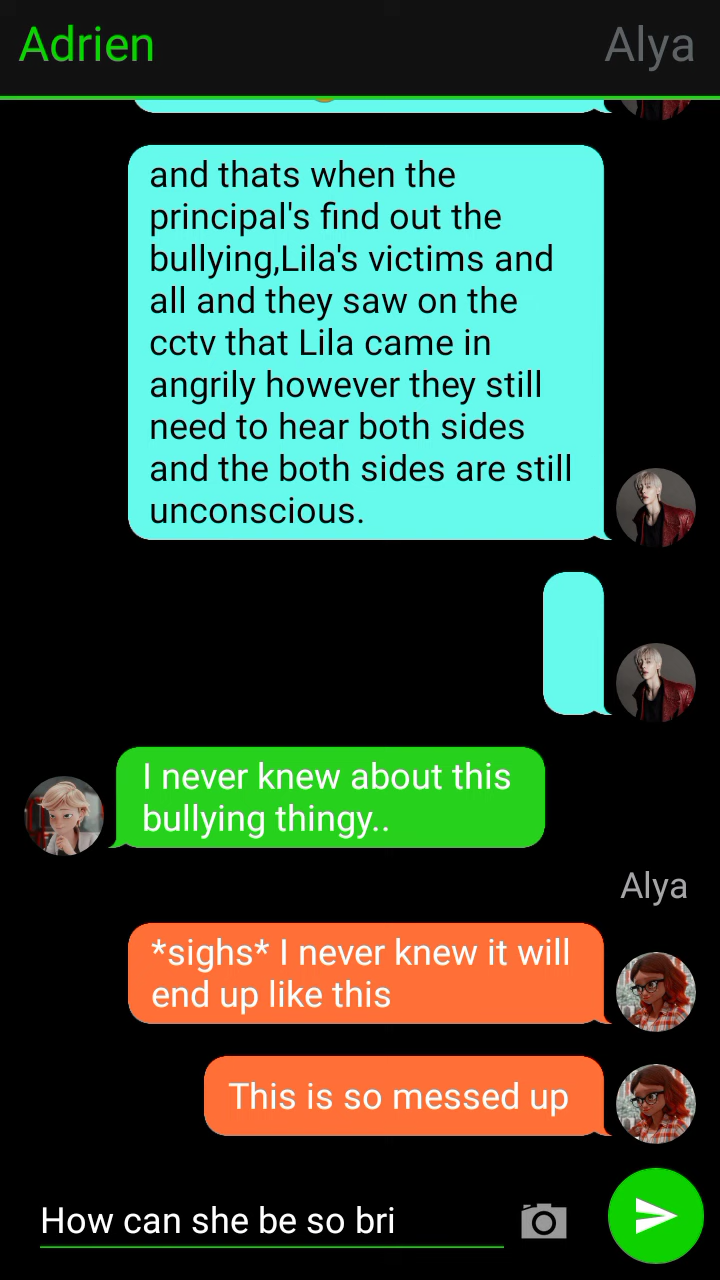 Adrien
Alya
and thats when the
principal's find out the
bullying,Lila's victims and
all and they saw on the
cctv that Lila came in
angrily however they still
need to hear both sides
and the both sides are still
unconscious.
I never knew about this
bullying thingy..
Alya
*sighs* I never knew it will
end up like this
This is so messed up
How can she be so bri